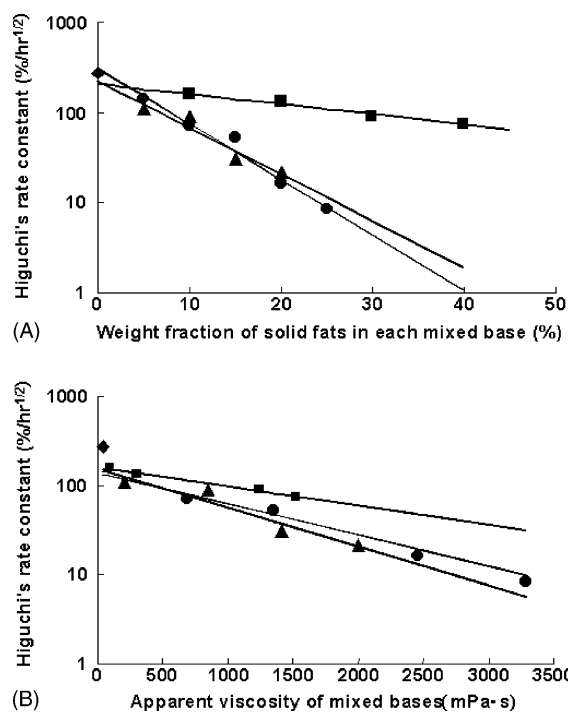 1000
100
10
1
Higuchi's rate constant (%/hr1/2)
0 10 20 30 40 50
(A) Weight fraction of solid fats in each mixed base (%)
1000
100
10
1
Higuchi's rate constant (%/hr1/2)
0 500 1000 1500 2000 2500 3000 3500
(B) Apparent viscosity of mixed bases(mPa-s)